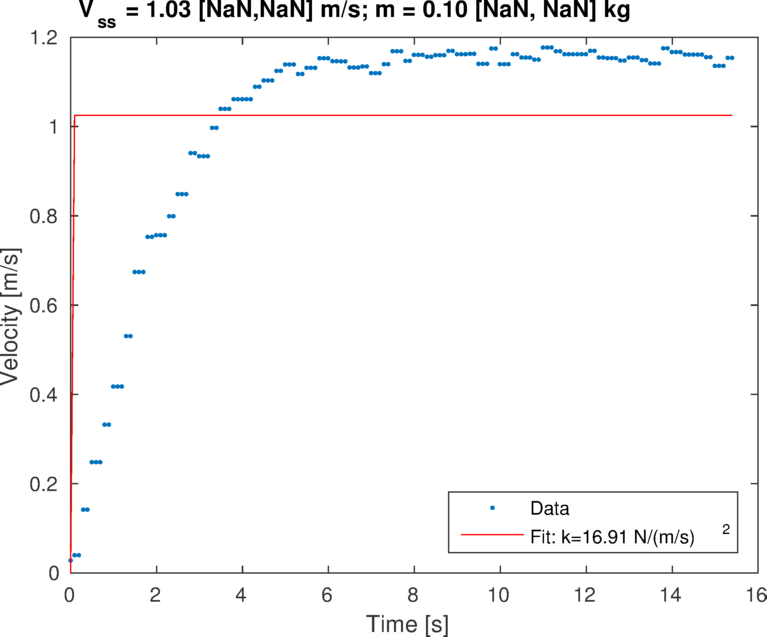 V ss = 1.03 [NaN,NaN] m/s; m = 0.10 [NaN, NaN] kg
1.2
1
0.8
0.6
0.4
0.2
0
Velocity [m/s]
Data
Fit: k=16.91 N/(m/s) 2
0 2 4 6 8 10 12 14 16
Time [s]